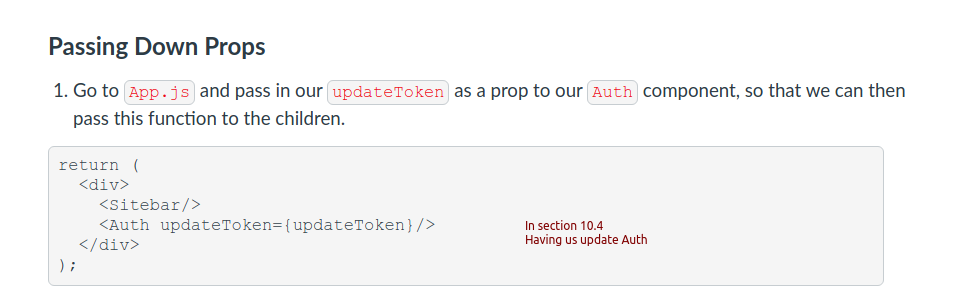 Passing Down Props
1. Go to App.js and pass in our updateToken as a prop to our Auth component, so that we can then
pass this function to the children.
return (
  <div>
    <Sitebar/>
    <Auth updateToken={updateToken}/>
  </div>
);
In section 10.4
Having us update Auth